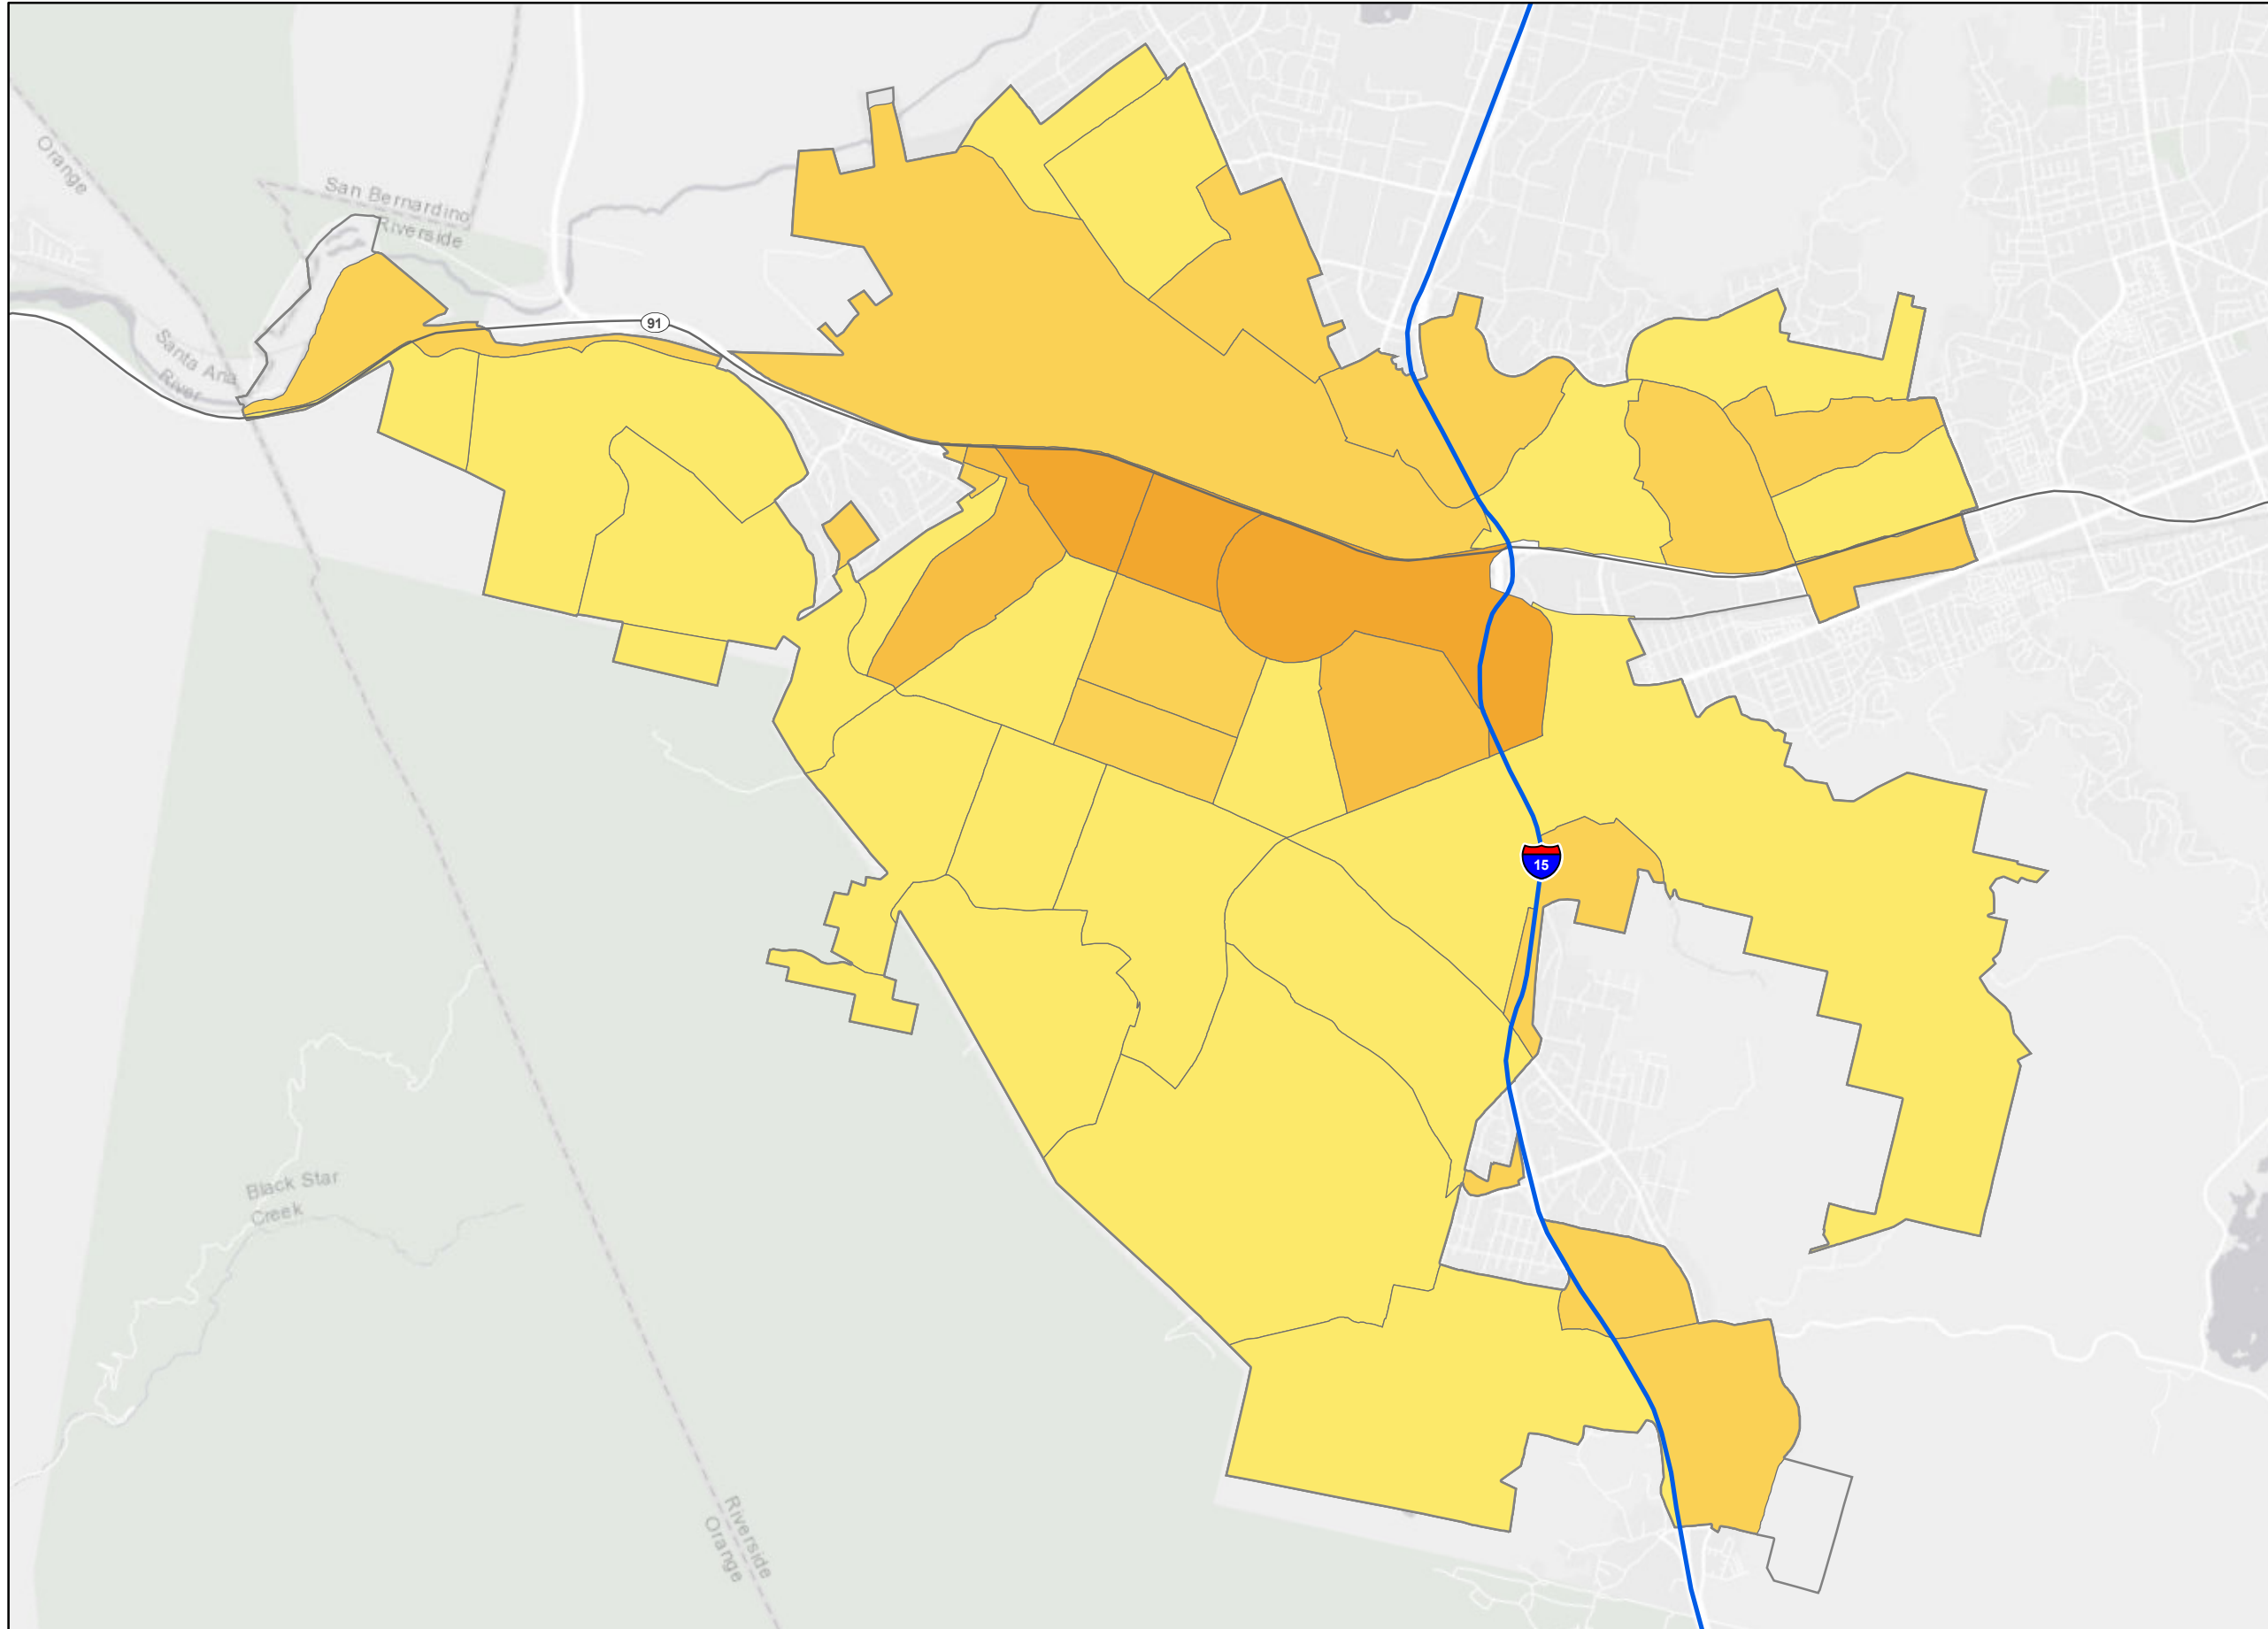 Orange
San Bernardino
Riverside
91
Santa Ana
River
15
Black Star
Creek
Riverside
Orange